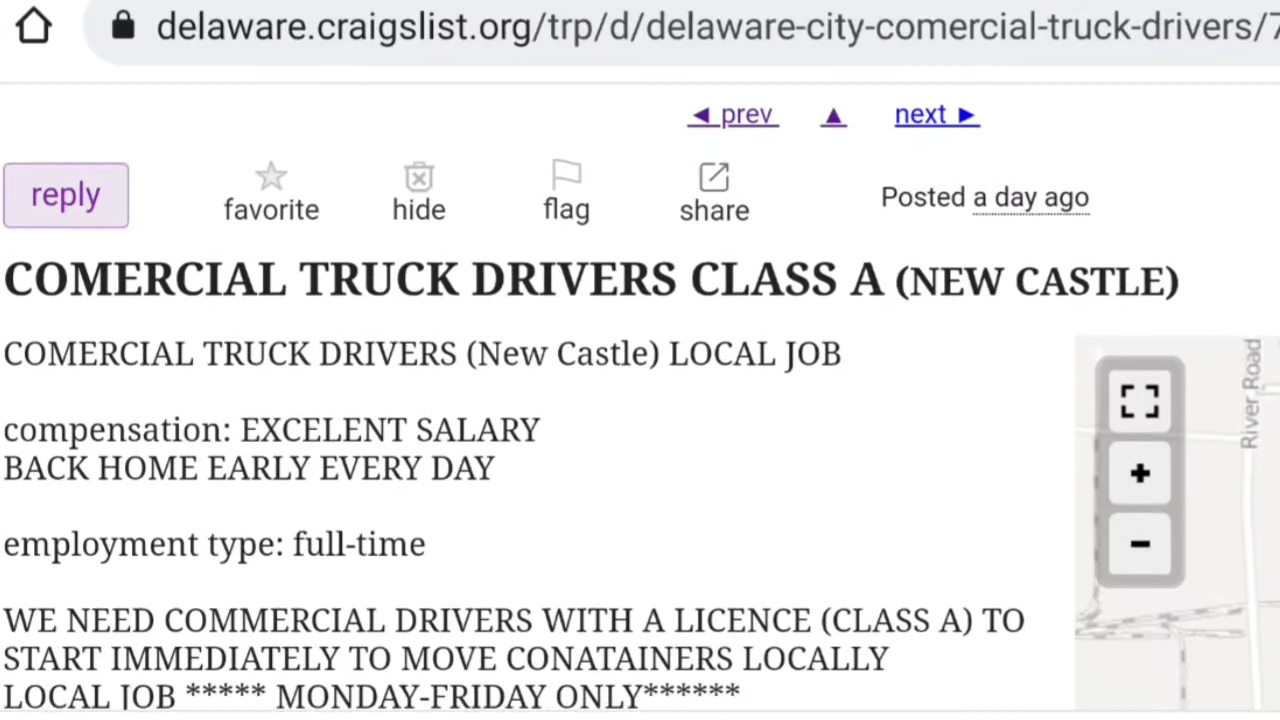 delaware.craigslist.org/trp/d/delaware-city-comercial-truck-drivers/7
◄ prev ▲ next ►
reply favorite hide flag share Posted a day ago
COMERCIAL TRUCK DRIVERS CLASS A (NEW CASTLE)
COMERCIAL TRUCK DRIVERS (New Castle) LOCAL JOB
compensation: EXCELENT SALARY
BACK HOME EARLY EVERY DAY
employment type: full-time
WE NEED COMMERCIAL DRIVERS WITH A LICENCE (CLASS A) TO
START IMMEDIATELY TO MOVE CONATAINERS LOCALLY
LOCAL JOB ***** MONDAY-FRIDAY ONLY******
River Road
+
-